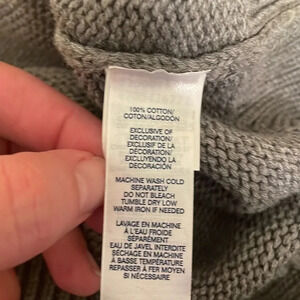 100% COTTON/
COTON/ALGODÓN
EXCLUSIVE OF
DECORATION/
EXCLUSIF DE LA
DÉCORATION/
EXCLUYENDO LA
DECORACIÓN
MACHINE WASH COLD
SEPARATELY
DO NOT BLEACH
TUMBLE DRY LOW
WARM IRON IF NEEDED
LAVAGE EN MACHINE
À L'EAU FROIDE
SÉPARÉMENT
EAU DE JAVEL INTERDITE
SÉCHAGE EN MACHINE
À BASSE TEMPÉRATURE
REPASSER À FER MOYEN
SI NÉCESSAIRE